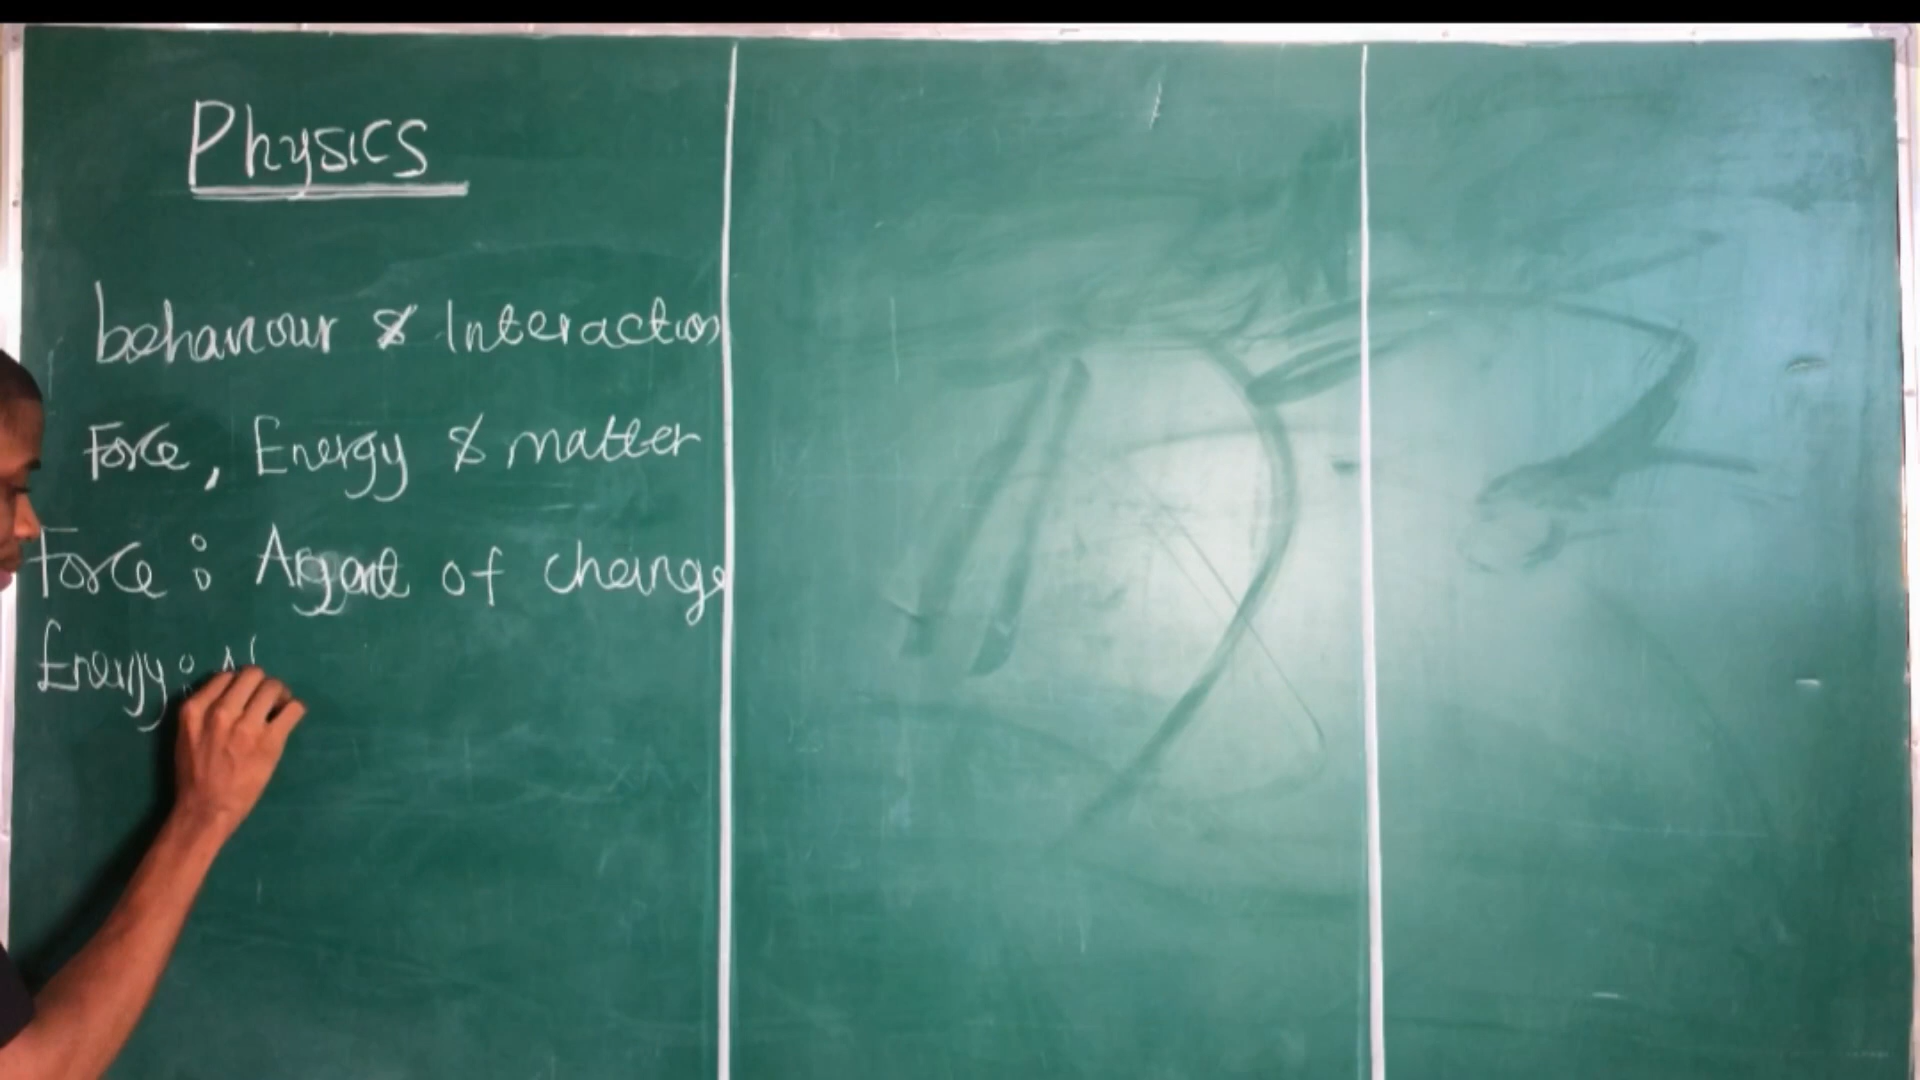 Physics
behaviour & Interaction
Force, Energy & matter
Force : Agent of change
Energy :